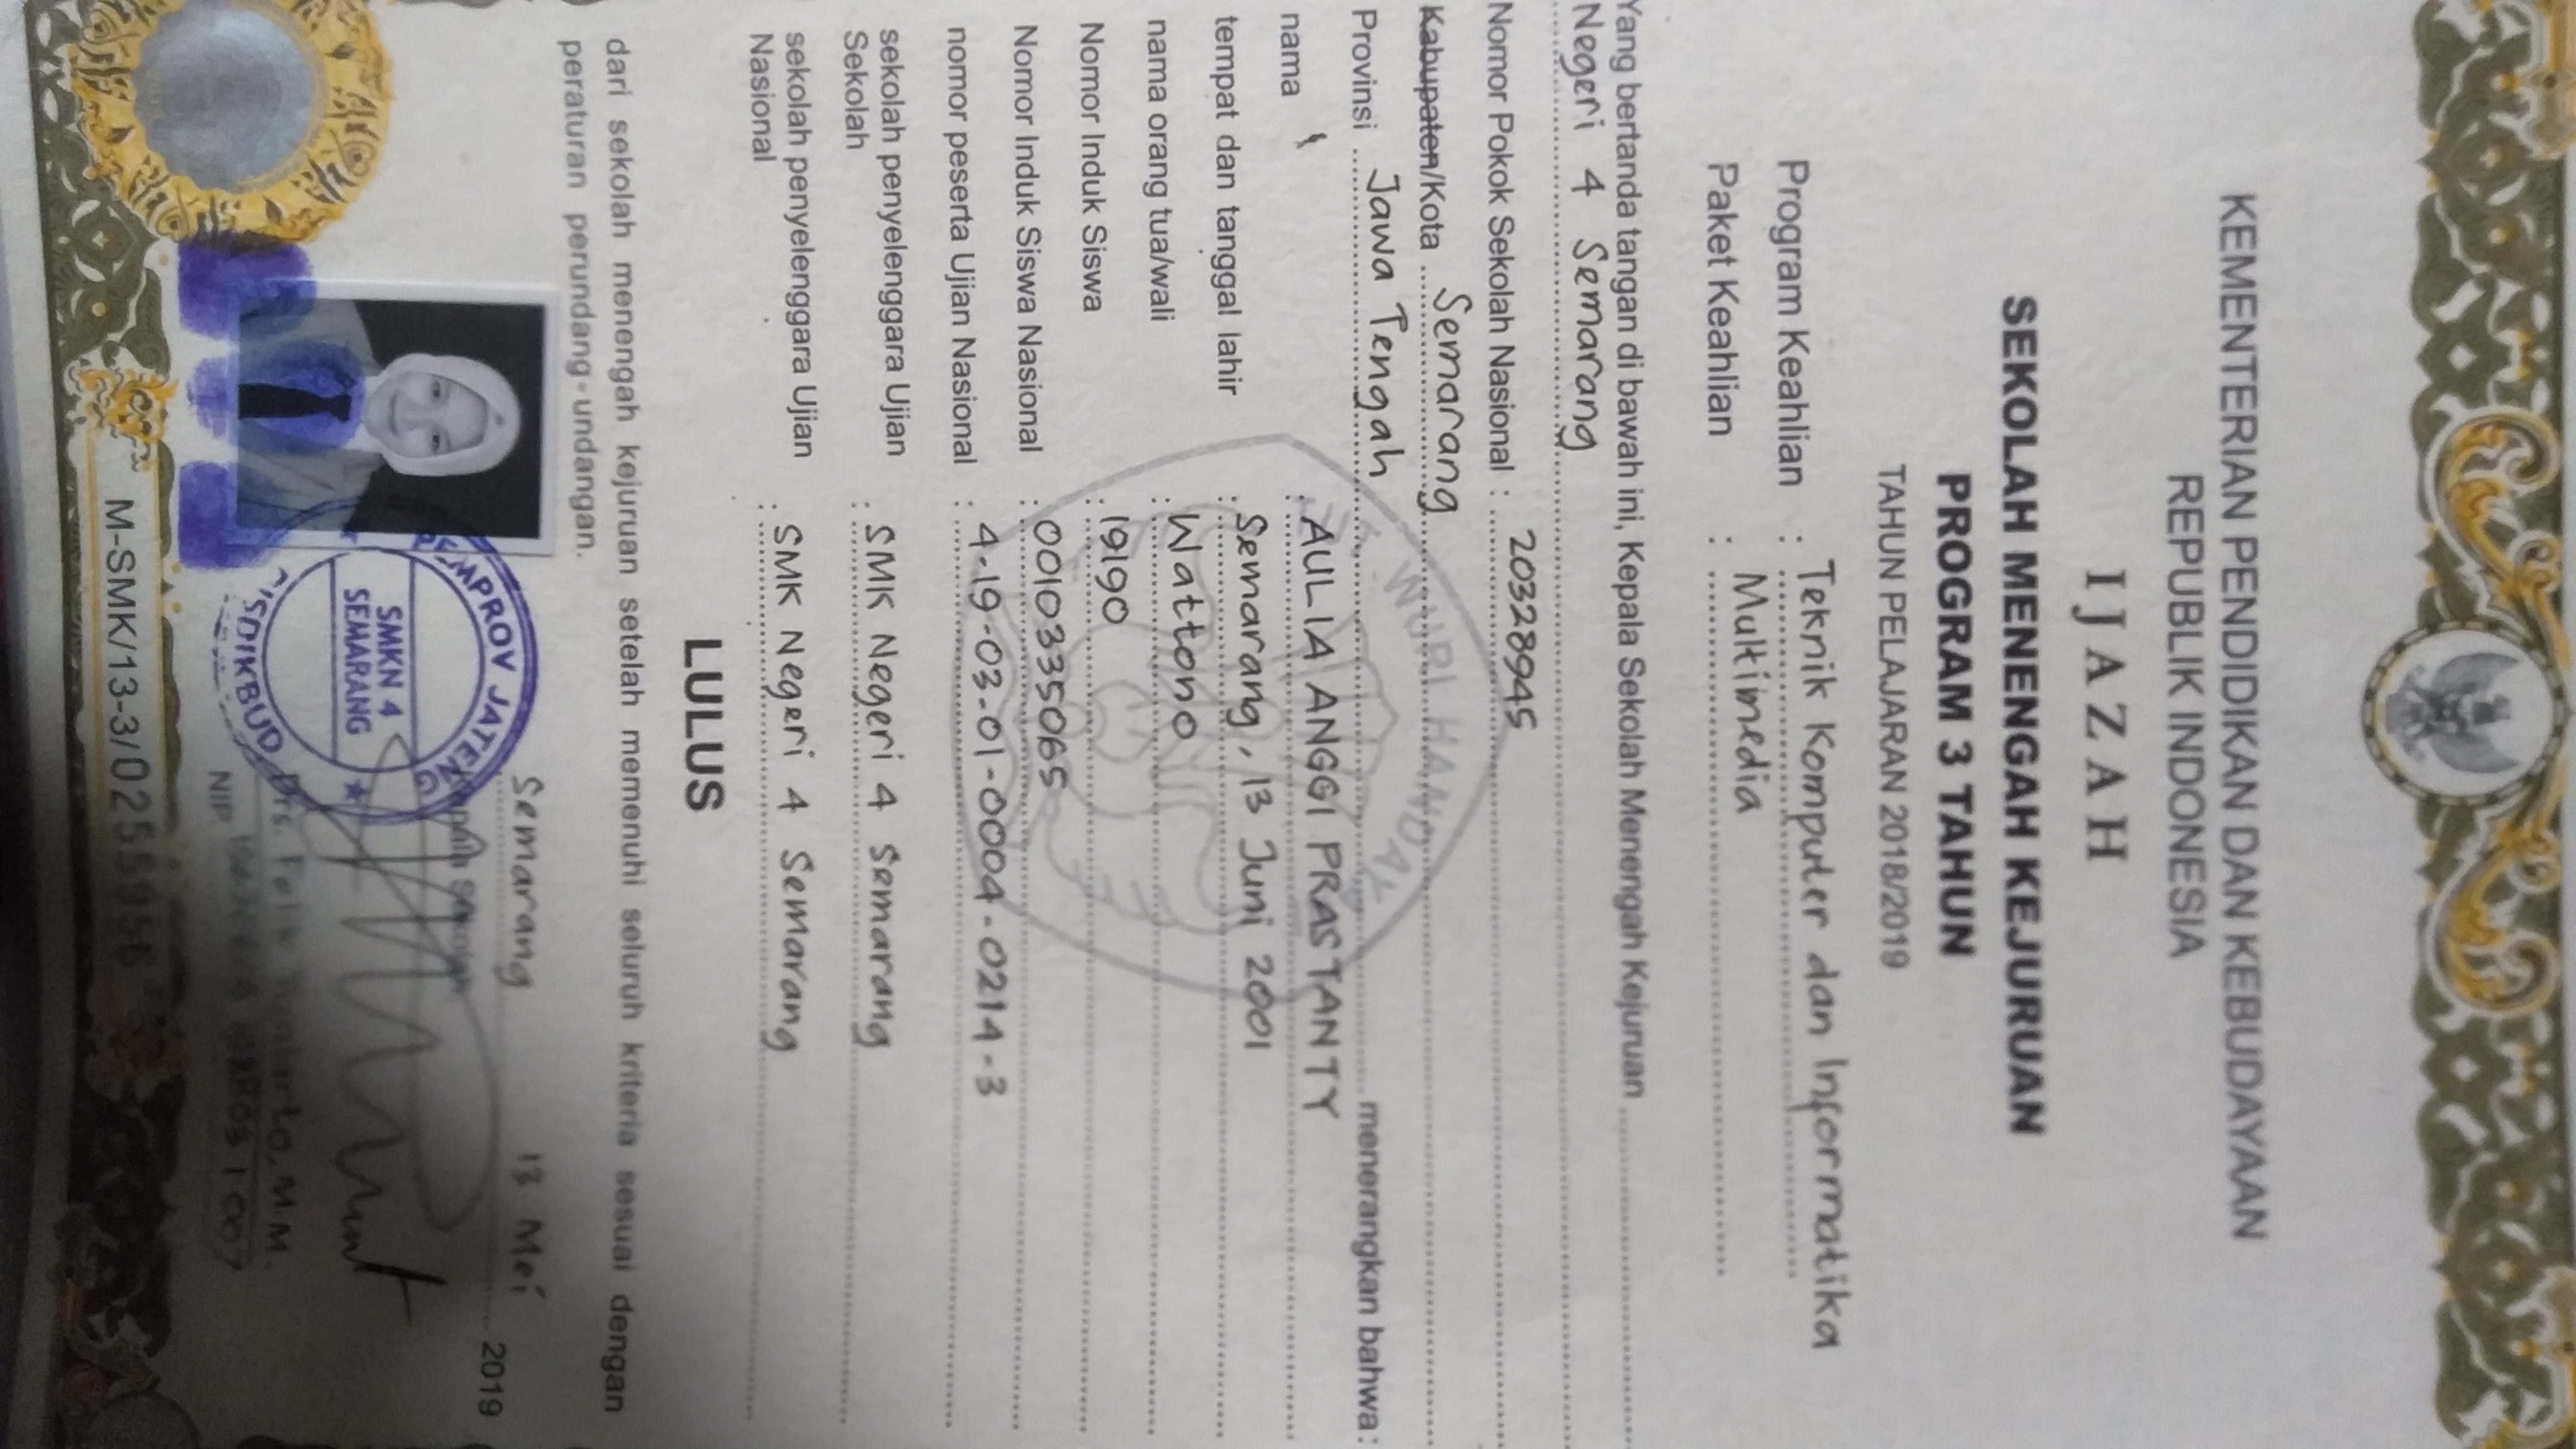 KEMENTERIAN PENDIDIKAN DAN KEBUDAYAAN
REPUBLIK INDONESIA
IJAZAH
SEKOLAH MENENGAH KEJURUAN
PROGRAM 3 TAHUN
TAHUN PELAJARAN 2018/2019
Program Keahlian : Teknik Komputer dan Informatika
Paket Keahlian : Multimedia
Yang bertanda tangan di bawah ini, Kepala Sekolah Menengah Kejuruan
Negeri 4 Semarang
Nomor Pokok Sekolah Nasional : 20328945
Kabupaten/Kota Semarang
Provinsi Jawa Tengah menerangkan bahwa:
nama : AULIA ANGGI PRASTANTY
tempat dan tanggal lahir : Semarang, 13 Juni 2001
nama orang tua/wali : Wattono
Nomor Induk Siswa : 19190
Nomor Induk Siswa Nasional : 0010335065
nomor peserta Ujian Nasional : 4-19-03-01-0004-0214-3
sekolah penyelenggara Ujian : SMK Negeri 4 Semarang
Sekolah
sekolah penyelenggara Ujian : SMK Negeri 4 Semarang
Nasional
LULUS
dari sekolah menengah kejuruan setelah memenuhi seluruh kriteria sesuai dengan
peraturan perundang-undangan.
Semarang 13 Mei 2019
Kepala Sekolah
PEMPROV JATENG
SMKN 4
SEMARANG
DISDIKBUD
Drs. Felik M.M.
NIP.
M-SMK/13-3/
TUT WURI HANDAYANI